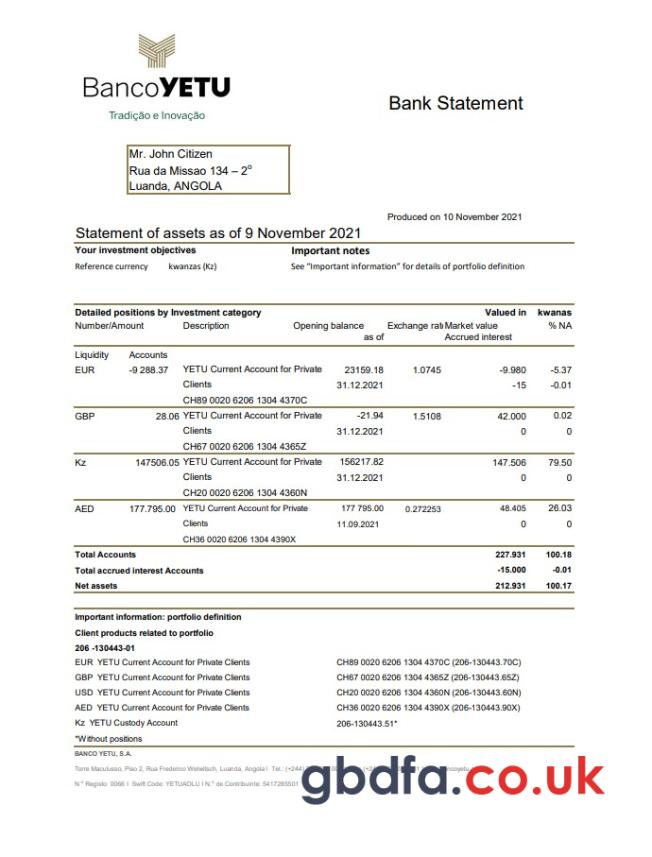 BancoYETU
Tradição e Inovação
Bank Statement
Mr. John Citizen
Rua da Missao 134 – 2º
Luanda, ANGOLA
Produced on 10 November 2021
Statement of assets as of 9 November 2021
Your investment objectives Important notes
Reference currency kwanzas (Kz) See "Important information" for details of portfolio definition
Detailed positions by Investment category Valued in kwanas
Number/Amount Description Opening balance Exchange rat Market value % NA
as of Accrued interest
Liquidity Accounts
EUR -9 288.37 YETU Current Account for Private 23159.18 1.0745 -9.980 -5.37
Clients 31.12.2021 -15 -0.01
CH89 0020 6206 1304 4370C
GBP 28.06 YETU Current Account for Private -21.94 1.5108 42.000 0.02
Clients 31.12.2021 0 0
CH67 0020 6206 1304 4365Z
Kz 147506.05 YETU Current Account for Private 156217.82 147.506 79.50
Clients 31.12.2021 0 0
CH20 0020 6206 1304 4360N
AED 177.795.00 YETU Current Account for Private 177 795.00 0.272253 48.405 26.03
Clients 11.09.2021 0 0
CH36 0020 6206 1304 4390X
Total Accounts 227.931 100.18
Total accrued interest Accounts -15.000 -0.01
Net assets 212.931 100.17
Important information: portfolio definition
Client products related to portfolio
206 -130443-01
EUR YETU Current Account for Private Clients CH89 0020 6206 1304 4370C (206-130443.70C)
GBP YETU Current Account for Private Clients CH67 0020 6206 1304 4365Z (206-130443.65Z)
USD YETU Current Account for Private Clients CH20 0020 6206 1304 4360N (206-130443.60N)
AED YETU Current Account for Private Clients CH36 0020 6206 1304 4390X (206-130443.90X)
Kz YETU Custody Account 206-130443.51*
*Without positions
BANCO YETU, S.A.
Torre Maculusso, Piso 2, Rua Frederico Welwitsch, Luanda, Angola I Tel.: (+244)
N.º Registo 0066 I Swift Code: YETUAOLU I N.º de Contribuinte: 5417265501
gbdfa.co.uk